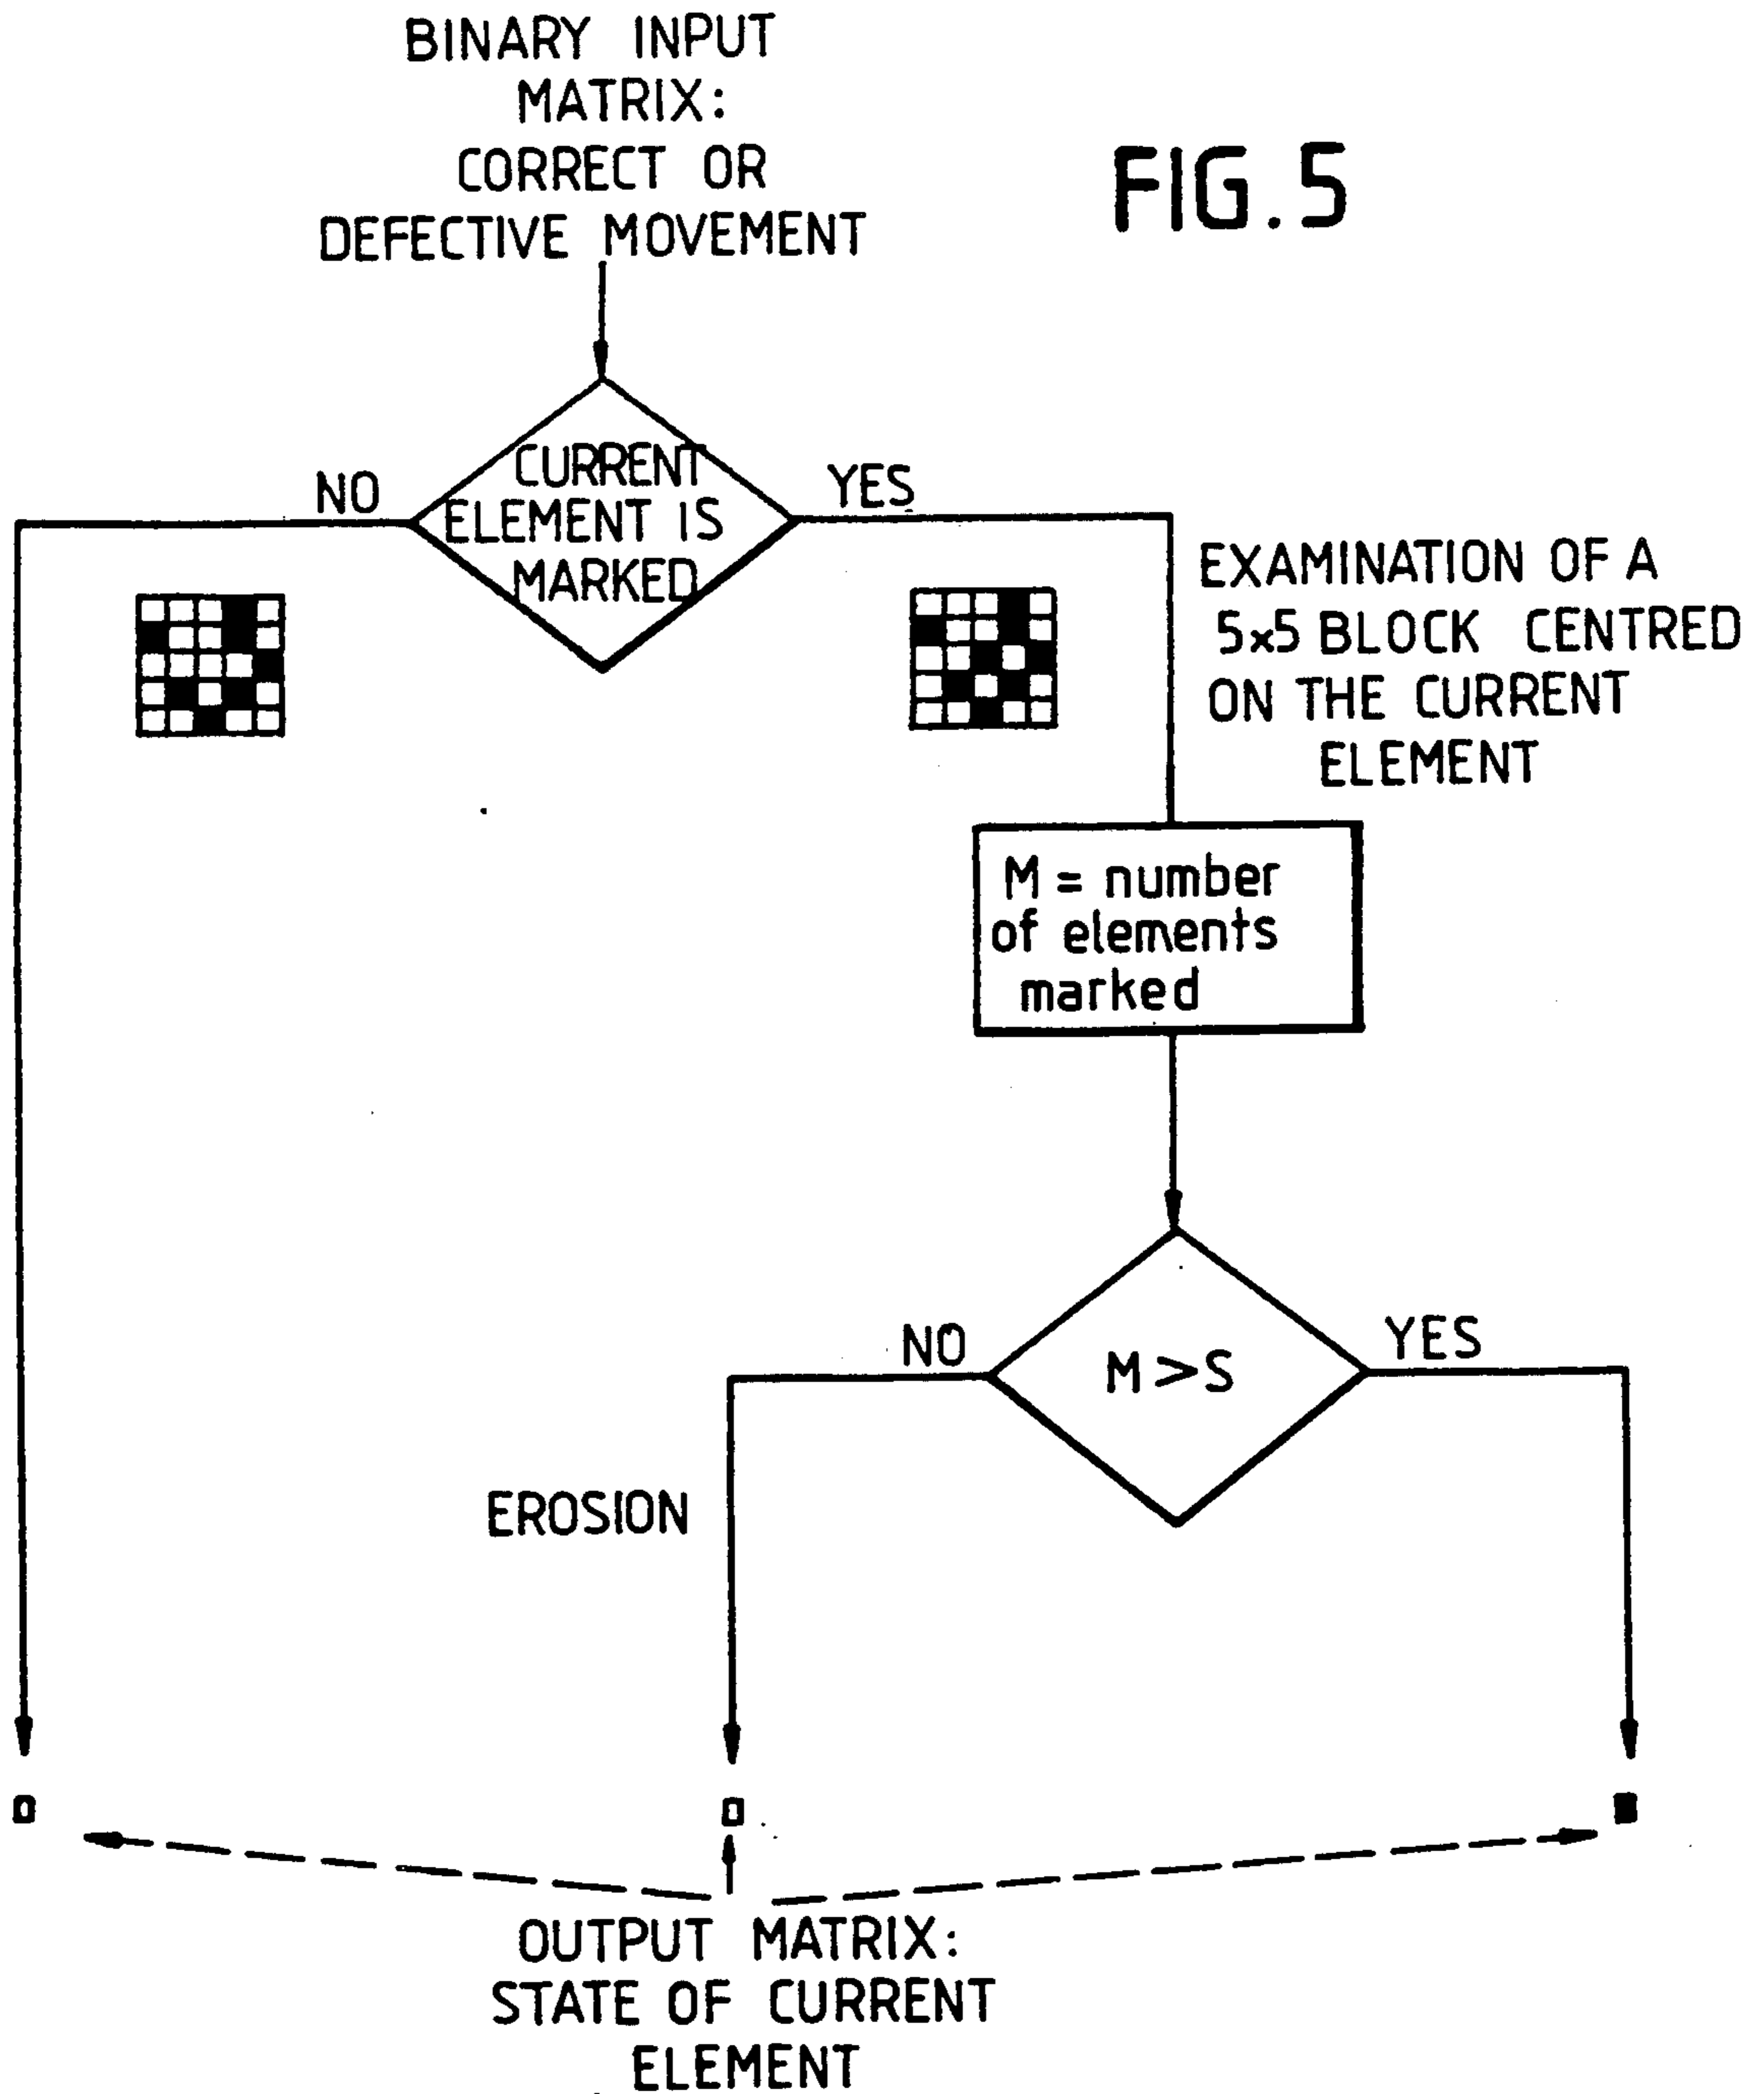 BINARY INPUT
MATRIX:
CORRECT OR
DEFECTIVE MOVEMENT
FIG. 5
NO
CURRENT
ELEMENT IS
MARKED
YES
EXAMINATION OF A
5x5 BLOCK CENTRED
ON THE CURRENT
ELEMENT
M = number
of elements
marked
NO
M > S
YES
EROSION
OUTPUT MATRIX:
STATE OF CURRENT
ELEMENT